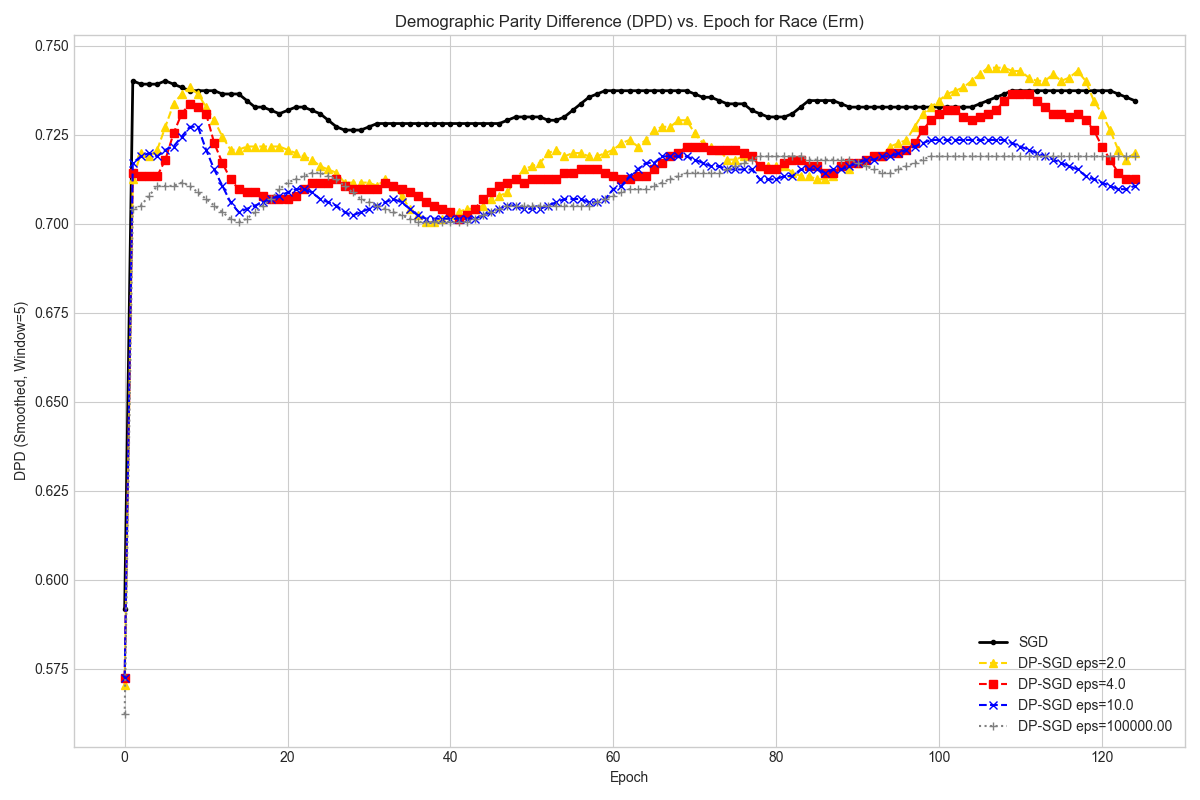 Demographic Parity Difference (DPD) vs. Epoch for Race (Erm)
0.750
0.725
0.700
0.675
0.650
0.625
0.600
0.575
DPD (Smoothed, Window=5)
SGD
DP-SGD eps=2.0
DP-SGD eps=4.0
DP-SGD eps=10.0
DP-SGD eps=100000.00
0 20 40 60 80 100 120
Epoch